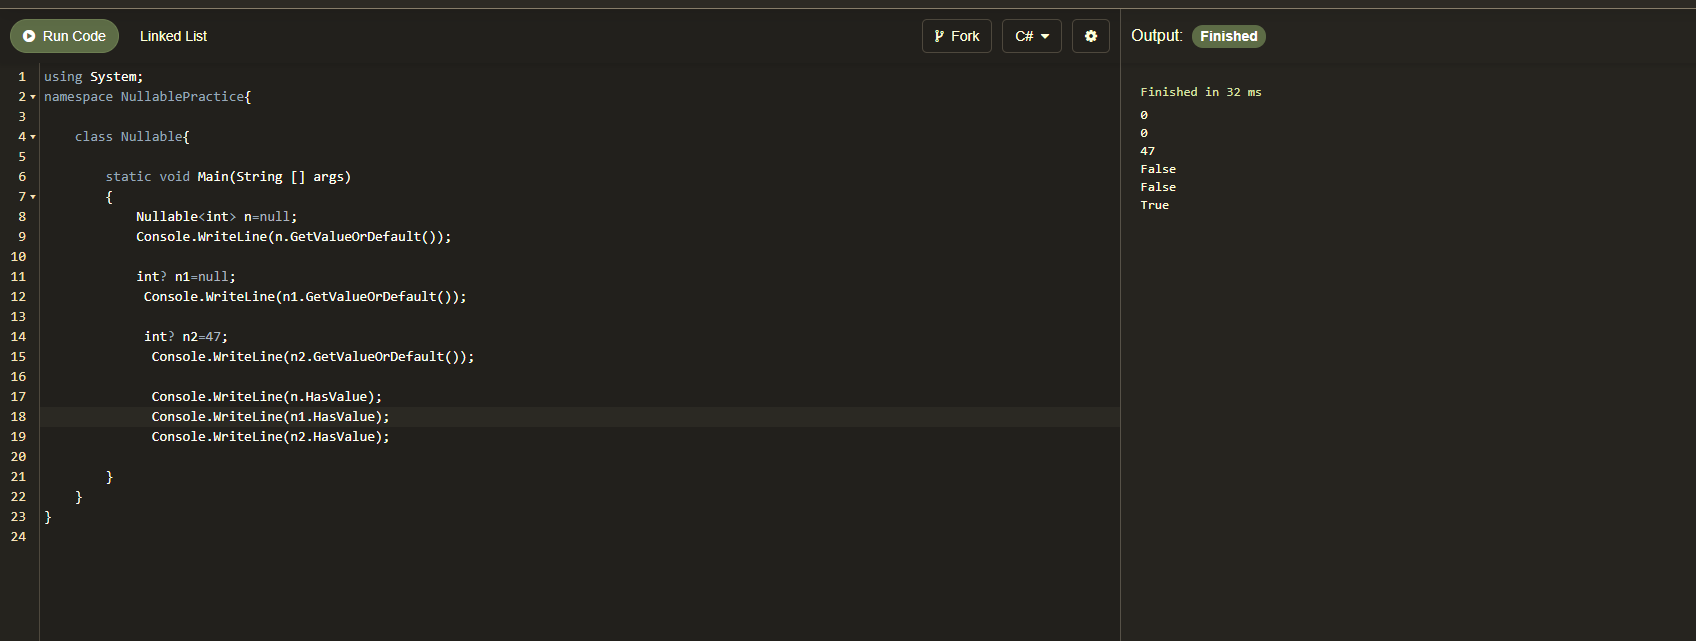 Run Code Linked List Fork C# Output: Finished
1 using System;
2 namespace NullablePractice{
3
4 class Nullable{
5
6 static void Main(String [] args)
7 {
8 Nullable<int> n=null;
9 Console.WriteLine(n.GetValueOrDefault());
10
11 int? n1=null;
12 Console.WriteLine(n1.GetValueOrDefault());
13
14 int? n2=47;
15 Console.WriteLine(n2.GetValueOrDefault());
16
17 Console.WriteLine(n.HasValue);
18 Console.WriteLine(n1.HasValue);
19 Console.WriteLine(n2.HasValue);
20
21 }
22 }
23 }
24
Finished in 32 ms
0
0
47
False
False
True